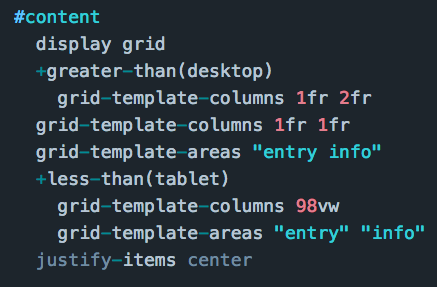 #content
display grid
+greater-than(desktop)
grid-template-columns 1fr 2fr
grid-template-columns 1fr 1fr
grid-template-areas "entry info"
+less-than(tablet)
grid-template-columns 98vw
grid-template-areas "entry" "info"
justify-items center